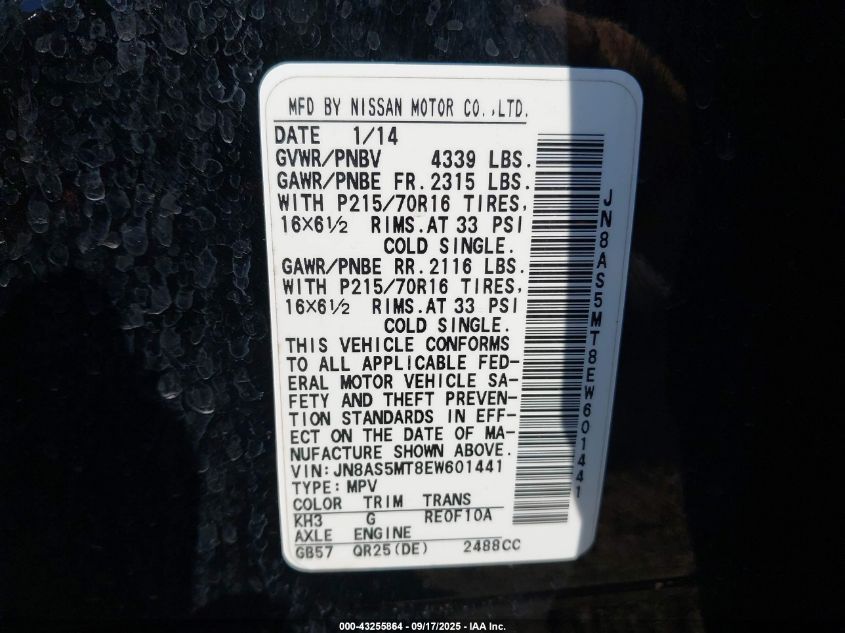 MFD BY NISSAN MOTOR CO.,LTD.
DATE 1/14
GVWR/PNBV 4339 LBS.
GAWR/PNBE FR. 2315 LBS.
WITH P215/70R16 TIRES,
16×6½ RIMS. AT 33 PSI
COLD SINGLE.
GAWR/PNBE RR. 2116 LBS.
WITH P215/70R16 TIRES,
16×6½ RIMS. AT 33 PSI
COLD SINGLE.
THIS VEHICLE CONFORMS
TO ALL APPLICABLE FED-
ERAL MOTOR VEHICLE SA-
FETY AND THEFT PREVEN-
TION STANDARDS IN EFF-
ECT ON THE DATE OF MA-
NUFACTURE SHOWN ABOVE.
VIN: JN8AS5MT8EW601441
TYPE: MPV
COLOR TRIM TRANS
KH3 G RE0F10A
AXLE ENGINE
GB57 QR25(DE) 2488CC
JN8AS5MT8EW601441
000-43255864 - 09/17/2025 - IAA Inc.